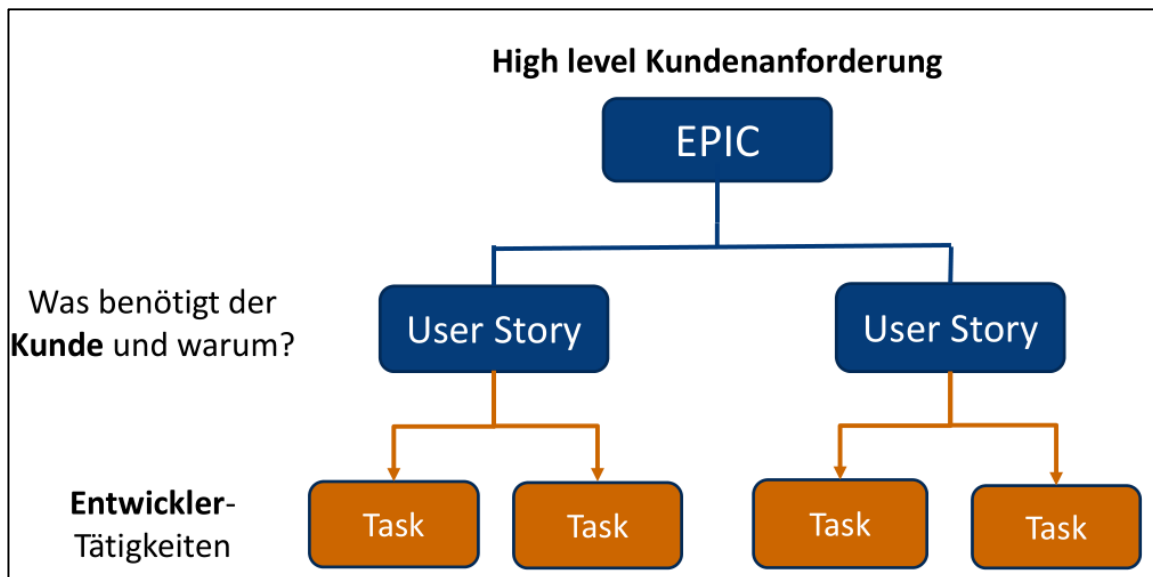 High level Kundenanforderung
EPIC
Was benötigt der
Kunde und warum?
User Story
User Story
Entwickler-
Tätigkeiten
Task
Task
Task
Task